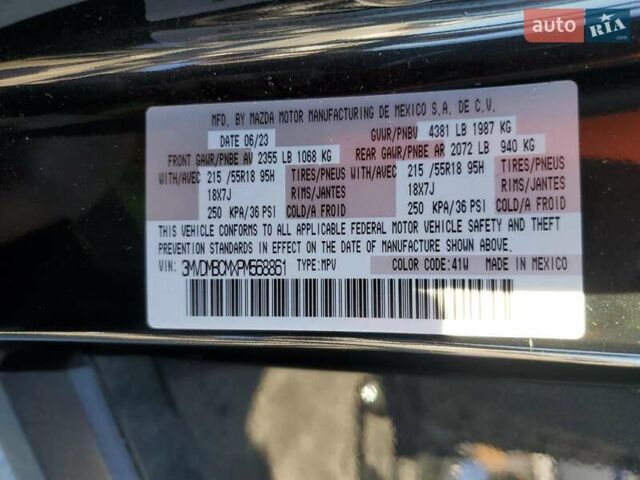 auto RIA
.com
MFD. BY MAZDA MOTOR MANUFACTURING DE MEXICO S.A. DE C.V.
DATE 06/23 GVWR/PNBV 4381 LB 1987 KG
FRONT GAWR/PNBE AV 2355 LB 1068 KG REAR GAWR/PNBE AR 2072 LB 940 KG
WITH/AVEC 215 /55R18 95H TIRES/PNEUS WITH/AVEC 215 /55R18 95H TIRES/PNEUS
18X7J RIMS/JANTES 18X7J RIMS/JANTES
250 KPA/36 PSI COLD/A FROID 250 KPA/36 PSI COLD/A FROID
THIS VEHICLE CONFORMS TO ALL APPLICABLE FEDERAL MOTOR VEHICLE SAFETY AND THEFT
PREVENTION STANDARDS IN EFFECT ON THE DATE OF MANUFACTURE SHOWN ABOVE.
VIN: 3MVDMBCMXPM568861 TYPE:MPV COLOR CODE:41W MADE IN MEXICO